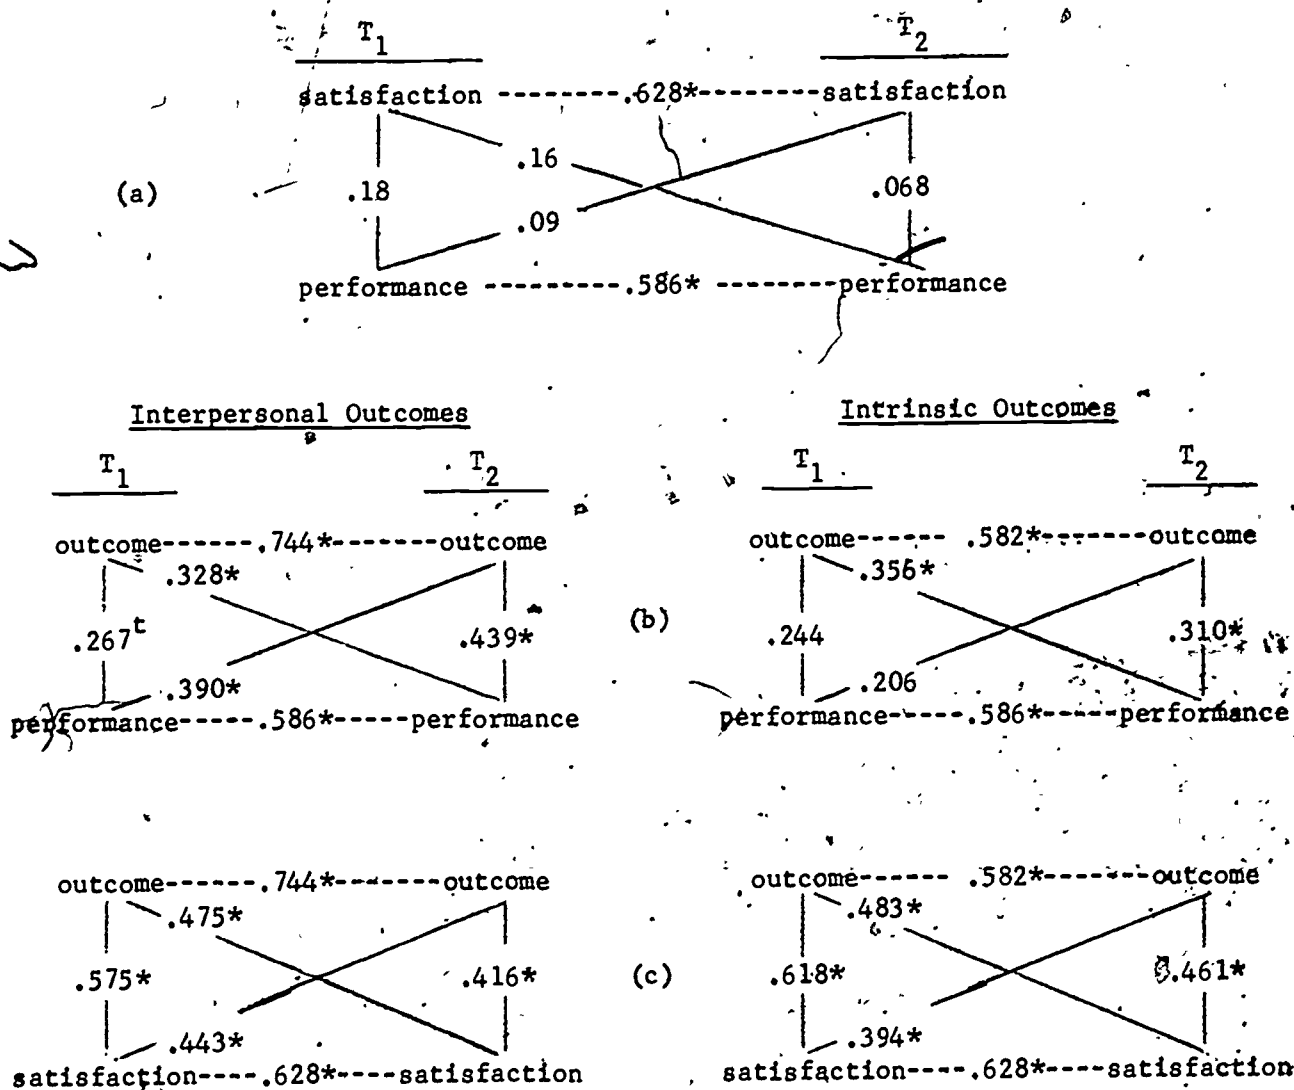 T1 T2
satisfaction --------.628*--------satisfaction
.16
(a) .18 .068
.09
performance ---------.586* --------performance
Interpersonal Outcomes Intrinsic Outcomes
T1 T2 T1 T2
outcome------.744*-------outcome outcome------ .582*-------outcome
.328* .356*
.267t .439* (b) .244 .310*
.390* .206
performance-----.586*-----performance performance-----.586*-----performance
outcome------.744*-------outcome outcome------ .582*-------outcome
.475* .483*
.575* .416* (c) .618* .461*
.443* .394*
satisfaction----.628*----satisfaction satisfaction----.628*----satisfaction